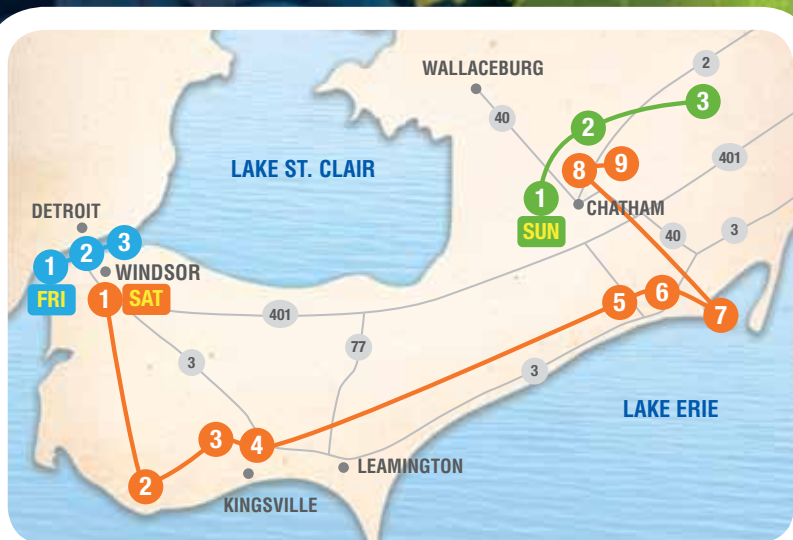 WALLACEBURG
2
40
3
2
401
LAKE ST. CLAIR
8
9
1
CHATHAM
DETROIT
SUN
40
3
3
2
1
WINDSOR
FRI
1
SAT
5
6
7
401
77
3
3
LAKE ERIE
3
4
LEAMINGTON
2
KINGSVILLE